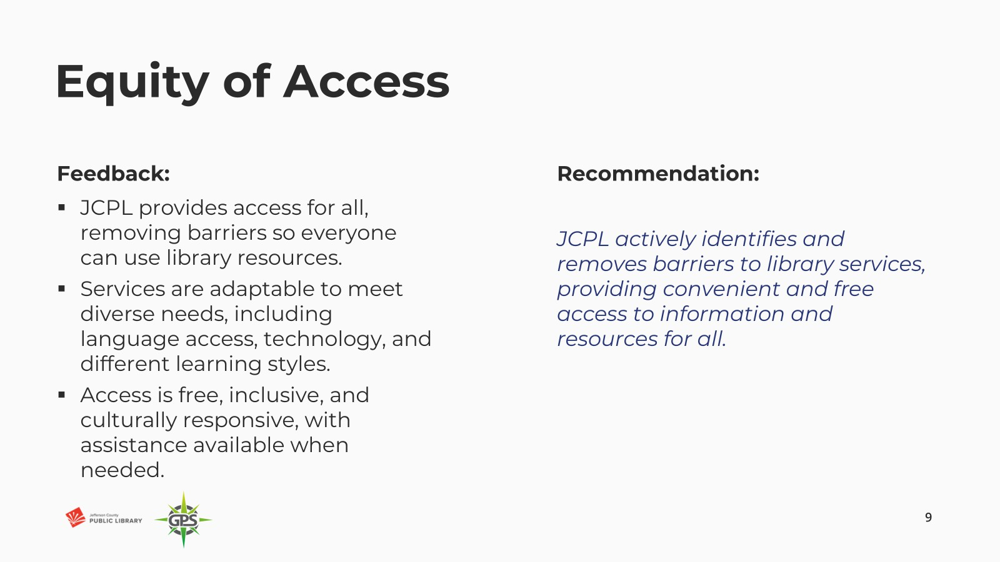 Equity of Access
Feedback:
▪ JCPL provides access for all,
removing barriers so everyone
can use library resources.
▪ Services are adaptable to meet
diverse needs, including
language access, technology, and
different learning styles.
▪ Access is free, inclusive, and
culturally responsive, with
assistance available when
needed.
Recommendation:
JCPL actively identifies and
removes barriers to library services,
providing convenient and free
access to information and
resources for all.
Jefferson County
PUBLIC LIBRARY
GPS
9